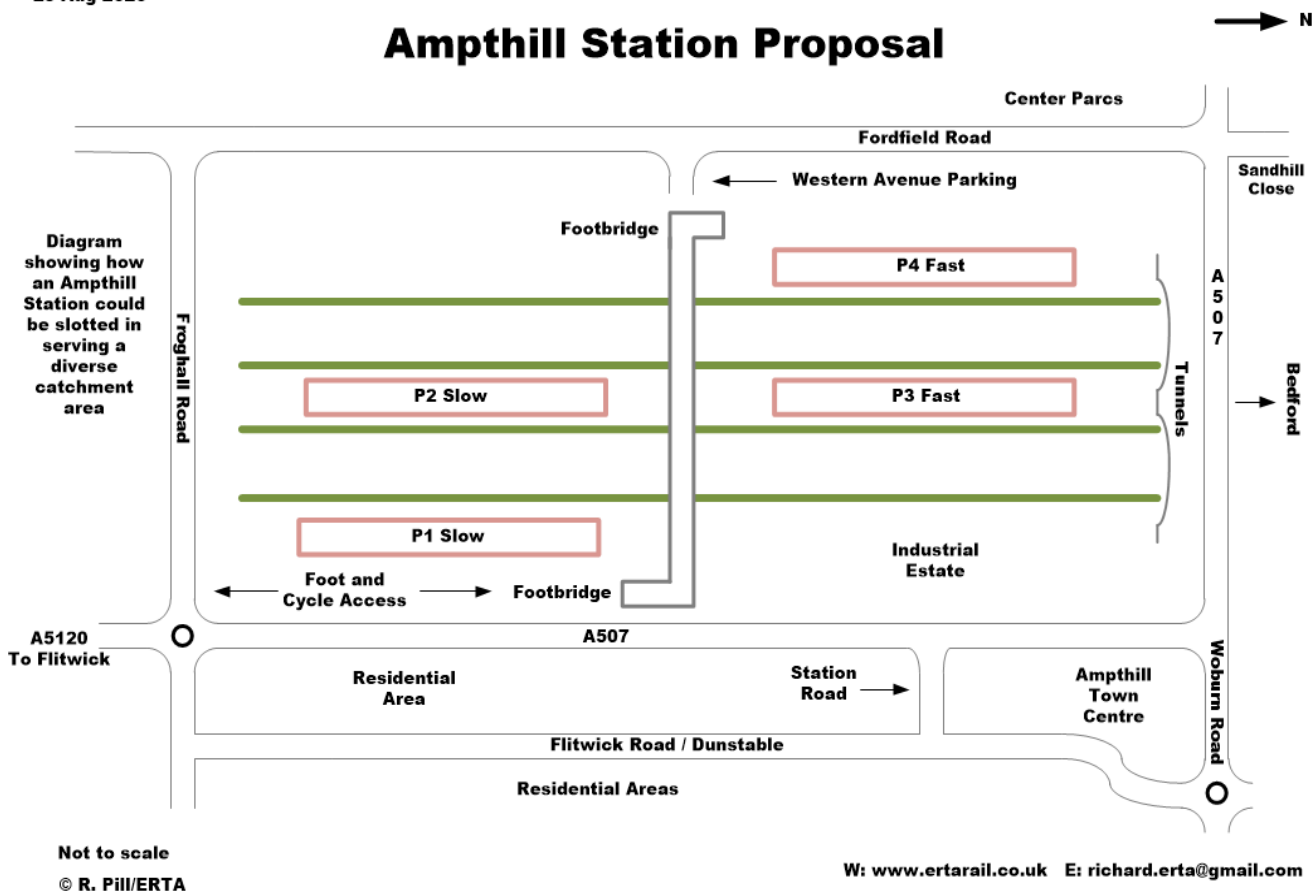 Aug
N
Ampthill Station Proposal
Center Parcs
Fordfield Road
Sandhill
Close
Western Avenue Parking
Footbridge
Diagram
showing how
an Ampthill
Station could
be slotted in
serving a
diverse
catchment
area
Froghall Road
P4 Fast
A507
P2 Slow
P3 Fast
Tunnels
Bedford
P1 Slow
Industrial
Estate
Foot and
Cycle Access
Footbridge
A5120
To Flitwick
A507
Residential
Area
Station
Road
Ampthill
Town
Centre
Woburn Road
Flitwick Road / Dunstable
Residential Areas
Not to scale
© R. Pill/ERTA
W: www.ertarail.co.uk E: richard.erta@gmail.com